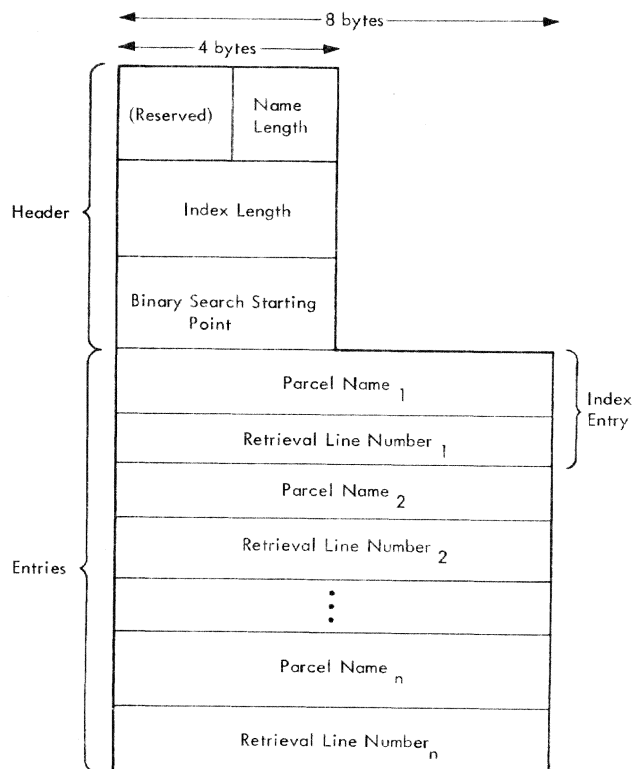 8 bytes
4 bytes
(Reserved)
Name
Length
Header
Index Length
Binary Search Starting
Point
Parcel Name 1
Index
Entry
Retrieval Line Number 1
Parcel Name 2
Retrieval Line Number 2
Entries
Parcel Name n
Retrieval Line Number n